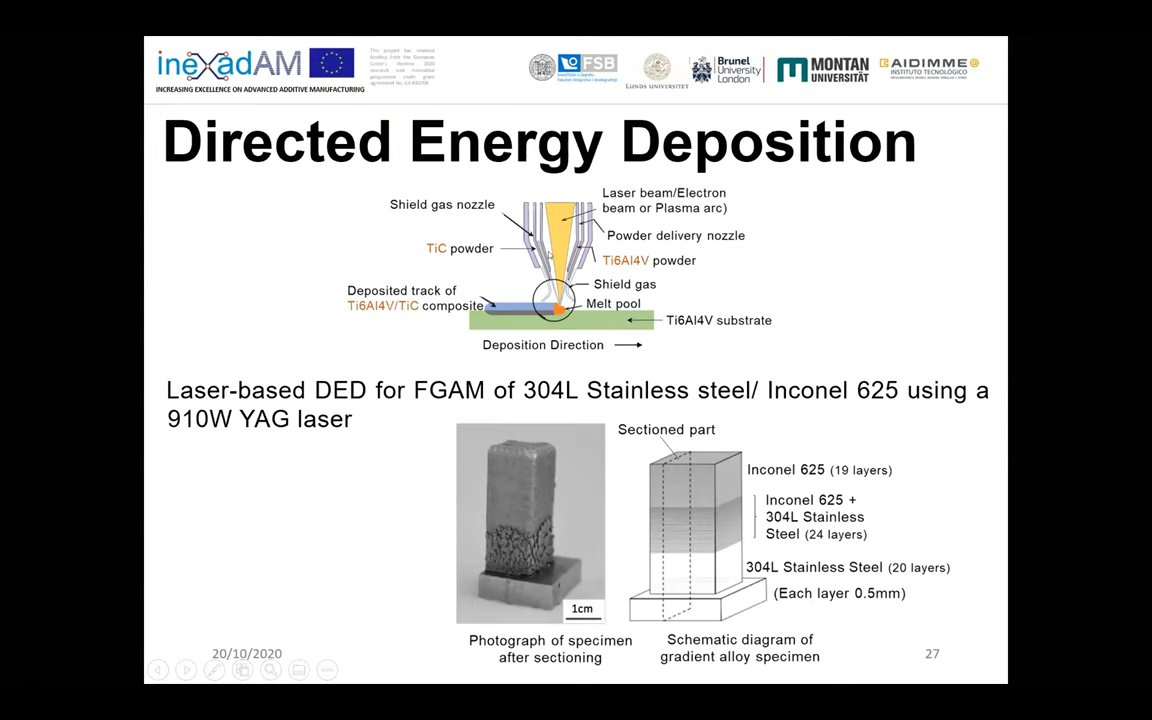 inexadAM
This project has received
funding from the European
Union's Horizon 2020
research and innovation
programme under grant
INCREASING EXCELLENCE ON ADVANCED ADDITIVE MANUFACTURING
FSB
LUNDS UNIVERSITET
Brunel
University
London
MONTAN
UNIVERSITÄT
AIDIMME
INSTITUTO TECNOLÓGICO
Directed Energy Deposition
Shield gas nozzle
Laser beam/Electron
beam or Plasma arc)
Powder delivery nozzle
TiC powder
Ti6Al4V powder
Shield gas
Deposited track of
Ti6Al4V/TiC composite
Melt pool
Ti6Al4V substrate
Deposition Direction
Laser-based DED for FGAM of 304L Stainless steel/ Inconel 625 using a
910W YAG laser
Sectioned part
Inconel 625 (19 layers)
Inconel 625 +
304L Stainless
Steel (24 layers)
304L Stainless Steel (20 layers)
(Each layer 0.5mm)
1cm
Photograph of specimen
after sectioning
Schematic diagram of
gradient alloy specimen
20/10/2020
27